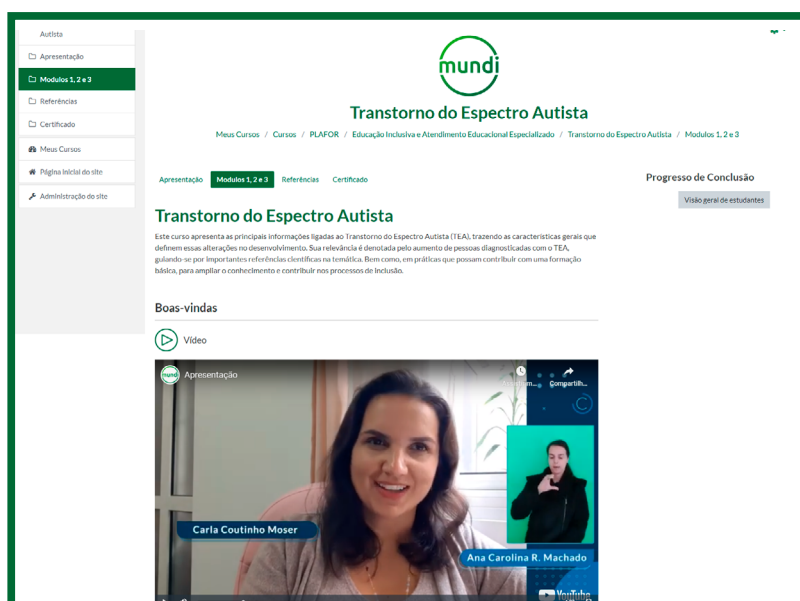 Autista
Apresentação
Modulos 1, 2 e 3
Referências
Certificado
Meus Cursos
Página inicial do site
Administração do site
mundi
Transtorno do Espectro Autista
Meus Cursos / Cursos / PLAFOR / Educação Inclusiva e Atendimento Educacional Especializado / Transtorno do Espectro Autista / Modulos 1, 2 e 3
Apresentação Modulos 1, 2 e 3 Referências Certificado
Progresso de Conclusão
Visão geral de estudantes
Transtorno do Espectro Autista
Este curso apresenta as principais informações ligadas ao Transtorno do Espectro Autista (TEA), trazendo as características gerais que
definem essas alterações no desenvolvimento. Sua relevância é denotada pelo aumento de pessoas diagnosticadas com o TEA,
guiando-se por importantes referências científicas na temática. Bem como, em práticas que possam contribuir com uma formação
básica, para ampliar o conhecimento e contribuir nos processos de inclusão.
Boas-vindas
Vídeo
mundi
Apresentação
Compartilh...
Carla Coutinho Moser
Ana Carolina R. Machado
YouTube